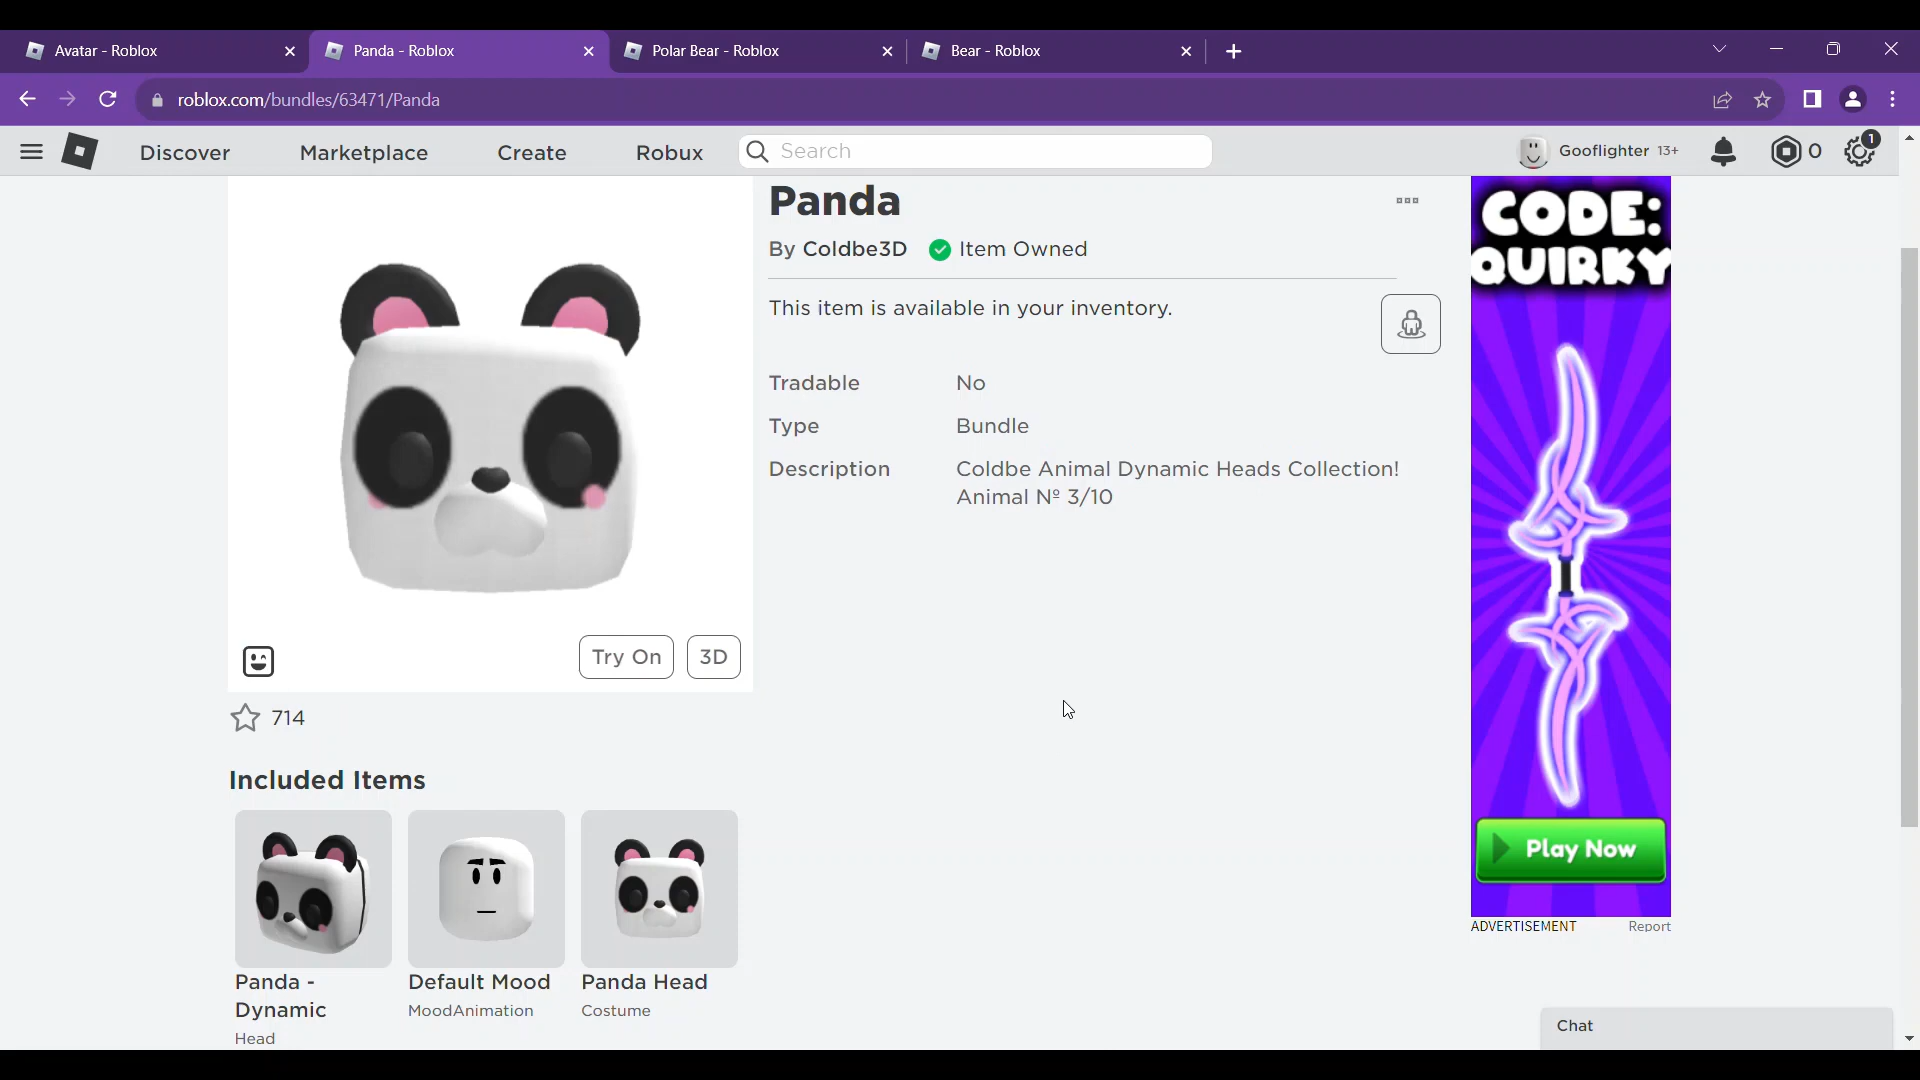 Avatar - Roblox
Panda - Roblox
Polar Bear - Roblox
Bear - Roblox
roblox.com/bundles/63471/Panda
Discover
Marketplace
Create
Robux
Search
Gooflighter 13+
0
1
Panda
By Coldbe3D
Item Owned
This item is available in your inventory.
Tradable No
Type Bundle
Description Coldbe Animal Dynamic Heads Collection!
Animal Nº 3/10
Try On
3D
714
Included Items
Panda -
Dynamic
Head
Default Mood
MoodAnimation
Panda Head
Costume
CODE:
QUIRKY
Play Now
ADVERTISEMENT
Report
Chat